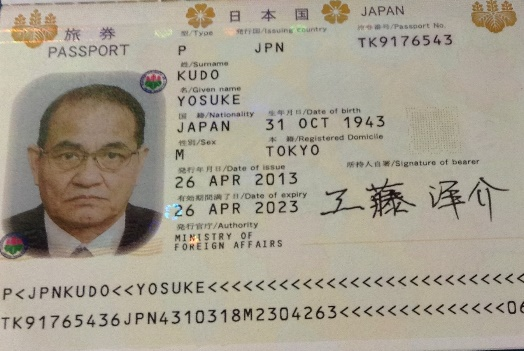 日本国 JAPAN
旅券 型/Type 発行国/Issuing Country 旅券番号/Passport No.
PASSPORT P JPN TK9176543
姓/Surname
KUDO
名/Given name
YOSUKE
国籍/Nationality 生年月日/Date of birth
JAPAN 31 OCT 1943
性別/Sex 本籍/Registered Domicile
M TOKYO
発行年月日/Date of issue 所持人自署/Signature of bearer
26 APR 2013
有効期間満了日/Date of expiry
26 APR 2023 工藤 洋介
発行官庁/Authority
MINISTRY OF
FOREIGN AFFAIRS
P<JPNKUDO<<YOSUKE<<<<<<<<<<<<<<<<<<<<<<<<<<
TK91765436JPN4310318M2304263<<<<<<<<<<<<<<06